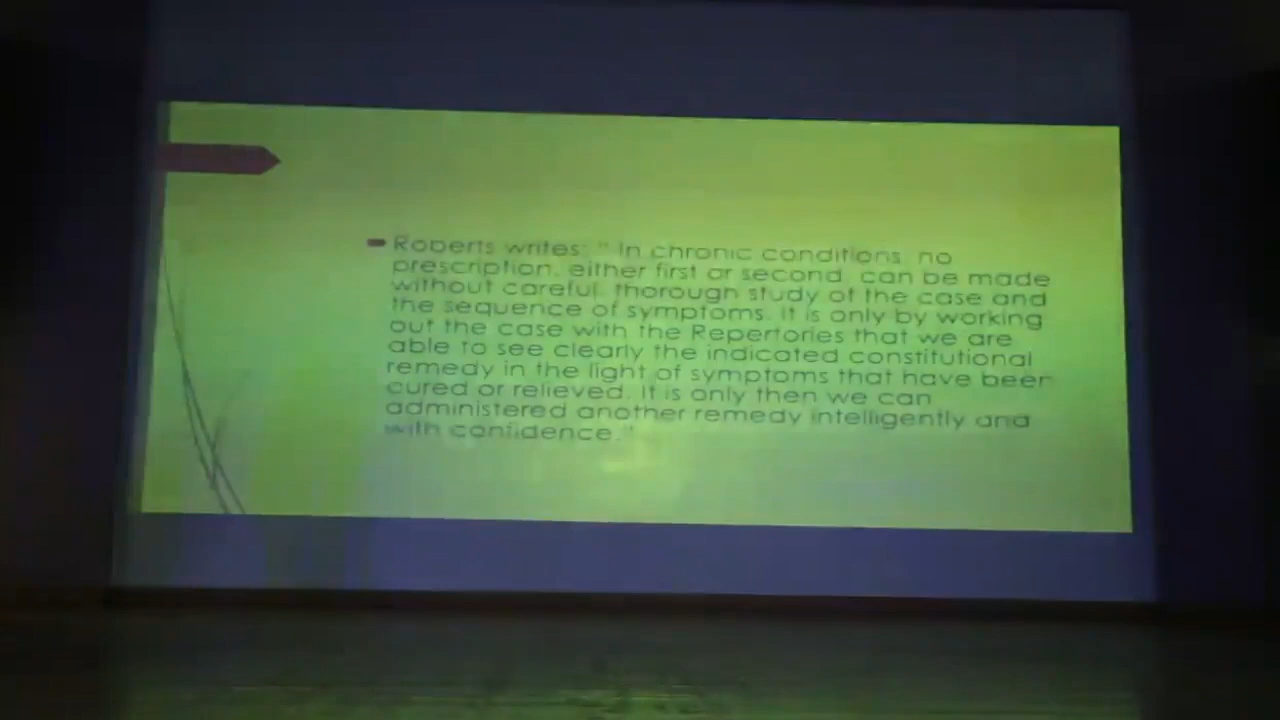 Roberts writes: " In chronic conditions, no
prescription, either first or second, can be made
without careful, thorough study of the case and
the sequence of symptoms. It is only by working
out the case with the Repertories that we are
able to see clearly the indicated constitutional
remedy in the light of symptoms that have been
cured or relieved. It is only then we can
administered another remedy intelligently and
with confidence."